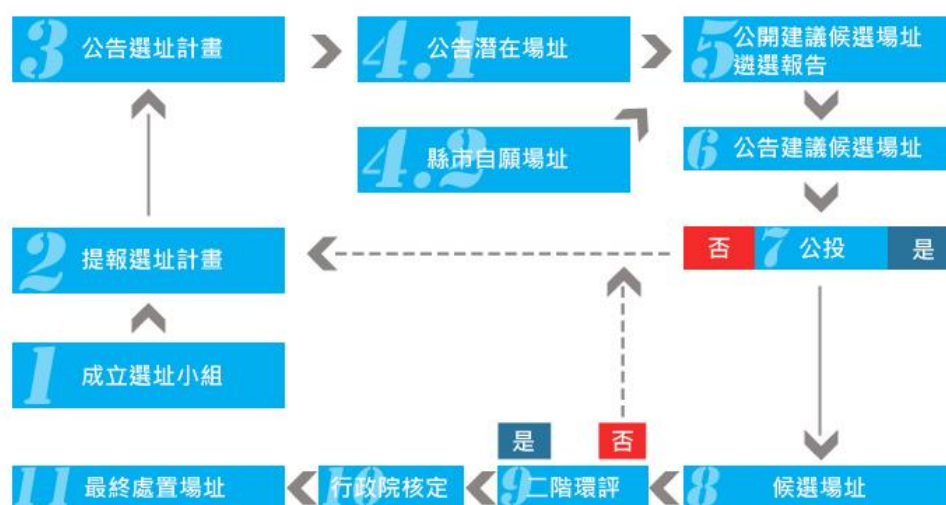 3 公告選址計畫
4.1 公告潛在場址
5 公開建議候選場址
遴選報告
4.2 縣市自願場址
6 公告建議候選場址
2 提報選址計畫
否 7 公投 是
1 成立選址小組
是 否
11 最終處置場址
10 行政院核定
9 二階環評
8 候選場址